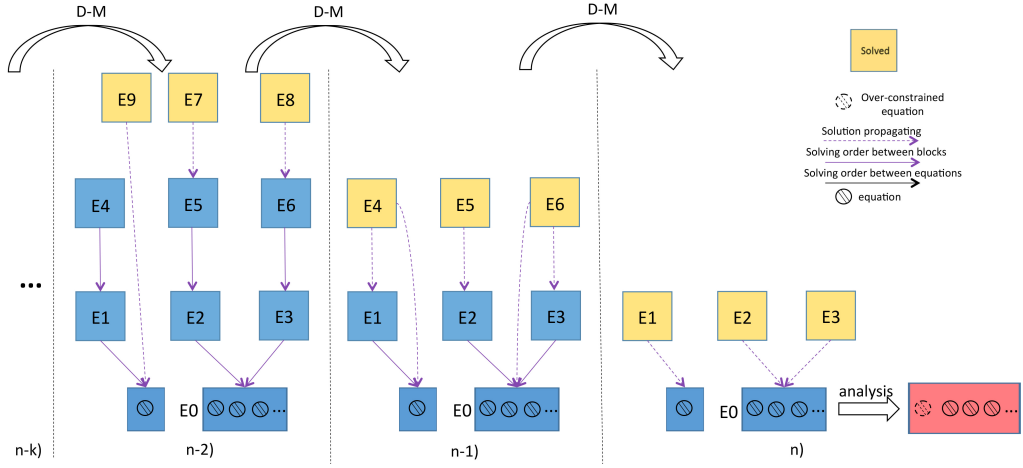 D-M
D-M
D-M
E9
E7
E8
Solved
Over-constrained
equation
Solution propagating
Solving order between blocks
Solving order between equations
equation
E4
E5
E6
E4
E5
E6
...
E1
E2
E3
E1
E2
E3
E1
E2
E3
E0
...
E0
...
E0
...
analysis
...
n-k)
n-2)
n-1)
n)